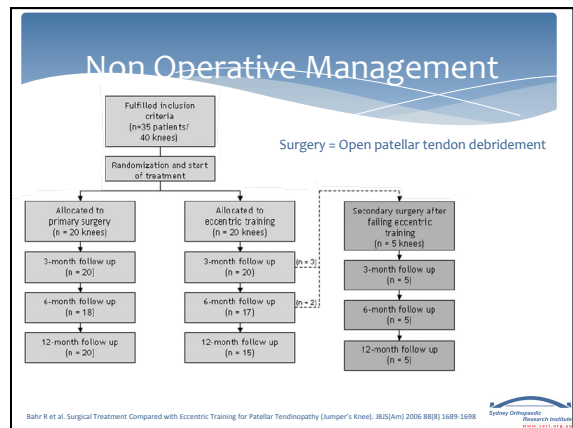 Non Operative Management
Fulfilled inclusion
criteria
(n=35 patients/
40 knees)
Surgery = Open patellar tendon debridement
Randomization and start
of treatment
Allocated to
primary surgery
(n = 20 knees)
3-month follow up
(n = 20)
6-month follow up
(n = 18)
12-month follow up
(n = 20)
Allocated to
eccentric training
(n = 20 knees)
3-month follow up
(n = 20)
6-month follow up
(n = 17)
12-month follow up
(n = 15)
(n = 3)
(n = 2)
Secondary surgery after
failing eccentric
training
(n = 5 knees)
3-month follow up
(n = 5)
6-month follow up
(n = 5)
12-month follow up
(n = 5)
Bahr R et al. Surgical Treatment Compared with Eccentric Training for Patellar Tendinopathy (Jumper's Knee). JBJS(Am) 2006 88(8) 1689-1698
Sydney Orthopaedic
Research Institute
www.sori.org.au